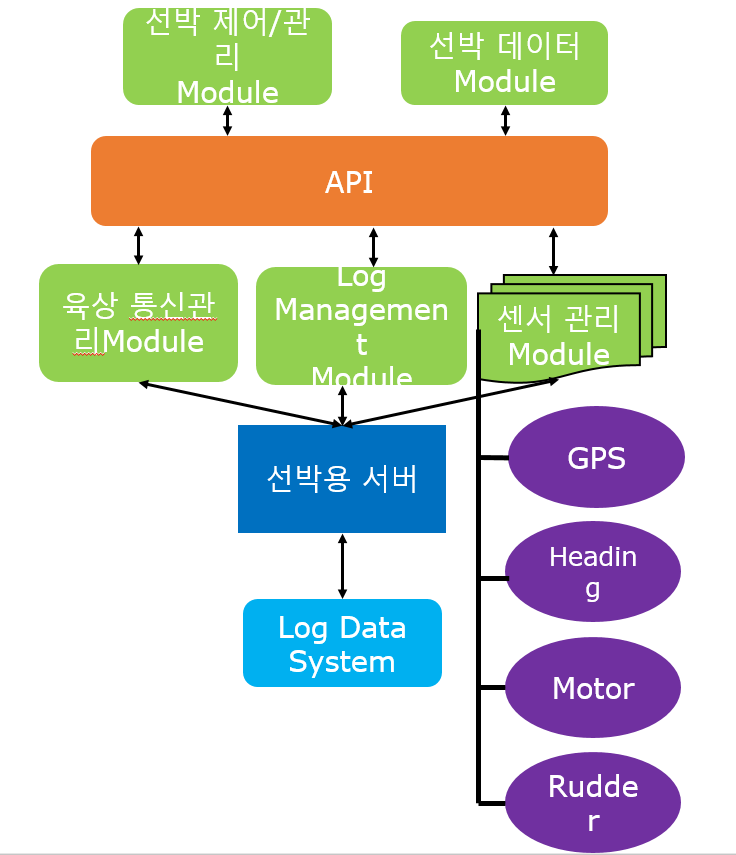 선박 제어/관
리
Module
선박 데이터
Module
API
육상 통신관
리Module
Log
Managemen
t
Module
센서 관리
Module
선박용 서버
GPS
Headin
g
Log Data
System
Motor
Rudde
r